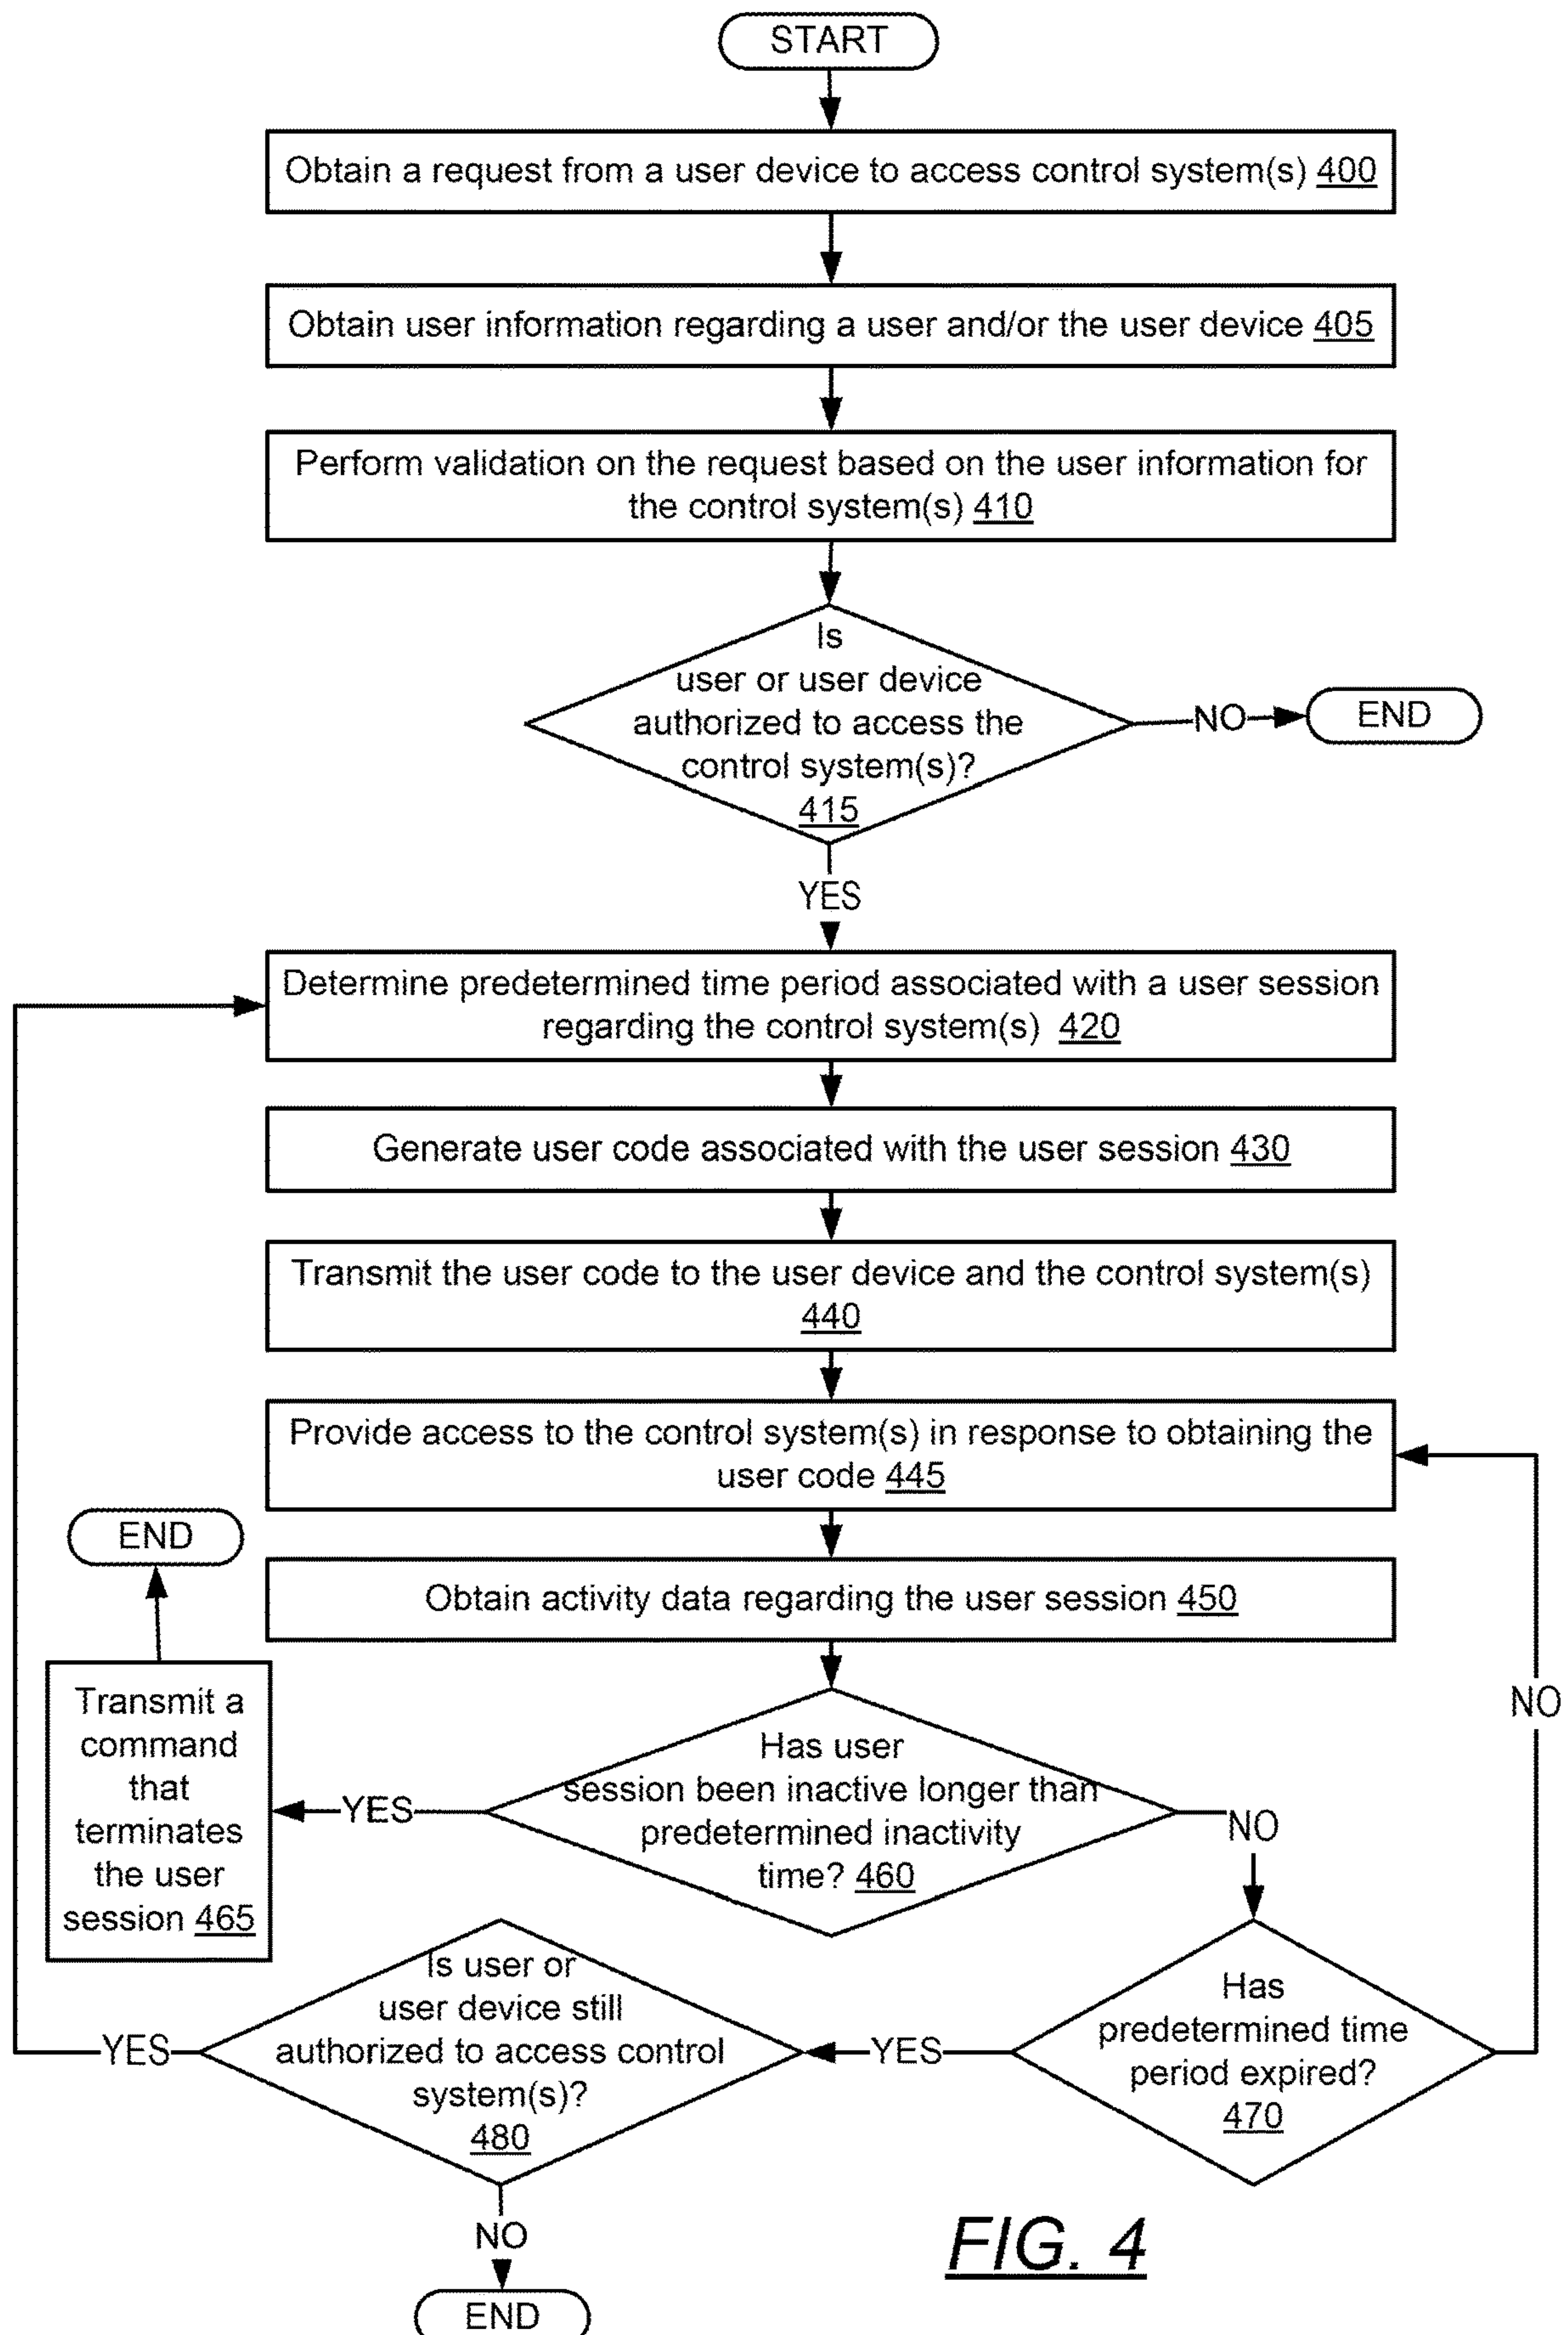 START
Obtain a request from a user device to access control system(s) 400
Obtain user information regarding a user and/or the user device 405
Perform validation on the request based on the user information for
the control system(s) 410
Is
user or user device
authorized to access the
control system(s)?
415
NO
END
YES
Determine predetermined time period associated with a user session
regarding the control system(s) 420
Generate user code associated with the user session 430
Transmit the user code to the user device and the control system(s)
440
Provide access to the control system(s) in response to obtaining the
user code 445
END
Obtain activity data regarding the user session 450
Transmit a
command
that
terminates
the user
session 465
YES
Has user
session been inactive longer than
predetermined inactivity
time? 460
NO
NO
Is user or
user device still
authorized to access control
system(s)?
480
YES
YES
Has
predetermined time
period expired?
470
NO
END
FIG. 4